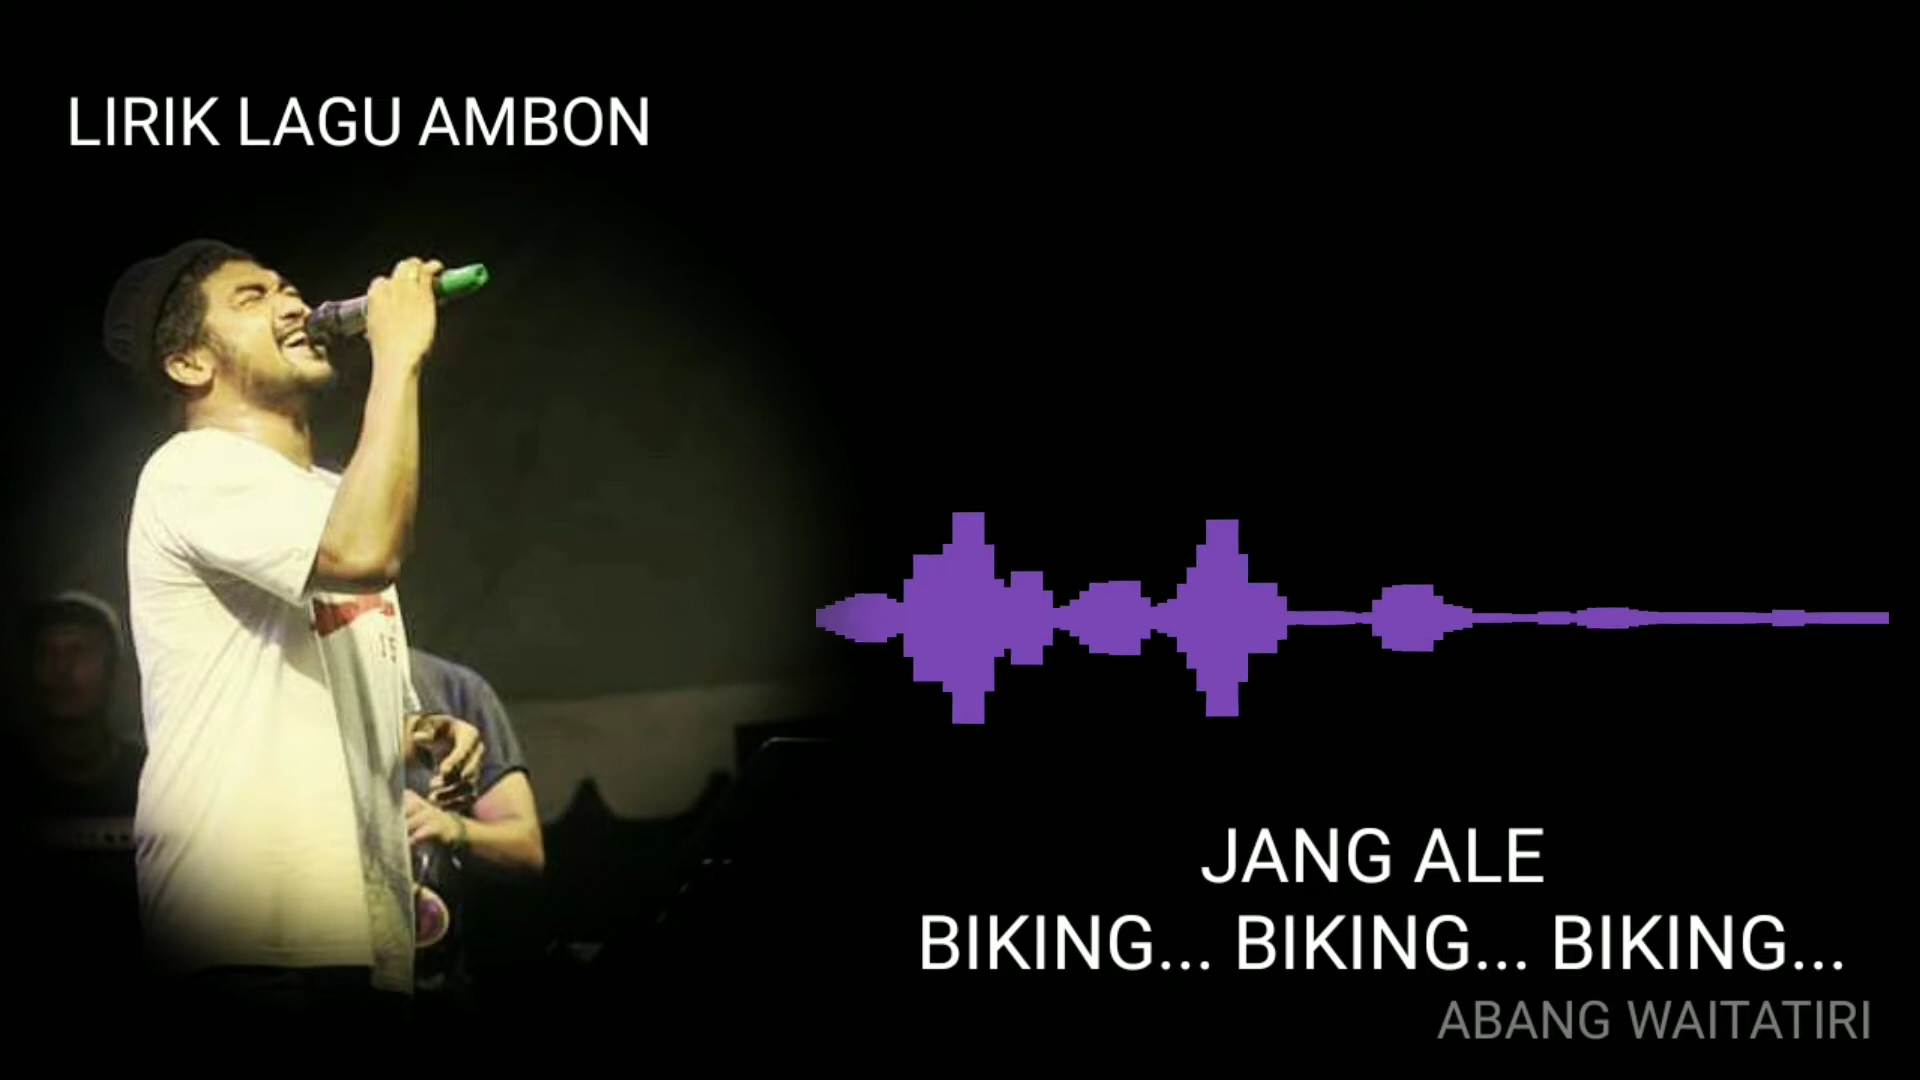 LIRIK LAGU AMBON
JANG ALE
BIKING... BIKING... BIKING...
ABANG WAITATIRI